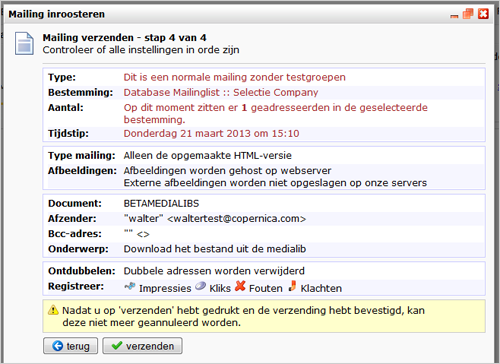 Mailing inroosteren
Mailing verzenden - stap 4 van 4
Controleer of alle instellingen in orde zijn
Type: Dit is een normale mailing zonder testgroepen
Bestemming: Database Mailinglist :: Selectie Company
Aantal: Op dit moment zitten er 1 geadresseerden in de geselecteerde
bestemming.
Tijdstip: Donderdag 21 maart 2013 om 15:10
Type mailing: Alleen de opgemaakte HTML-versie
Afbeeldingen: Afbeeldingen worden gehost op webserver
Externe afbeeldingen worden niet opgeslagen op onze servers
Document: BETAMEDIALIBS
Afzender: "walter" <waltertest@copernica.com>
Bcc-adres: "" <>
Onderwerp: Download het bestand uit de medialib
Ontdubbelen: Dubbele adressen worden verwijderd
Registreer: Impressies Kliks Fouten Klachten
Nadat u op 'verzenden' hebt gedrukt en de verzending hebt bevestigd, kan
deze niet meer geannuleerd worden.
terug verzenden